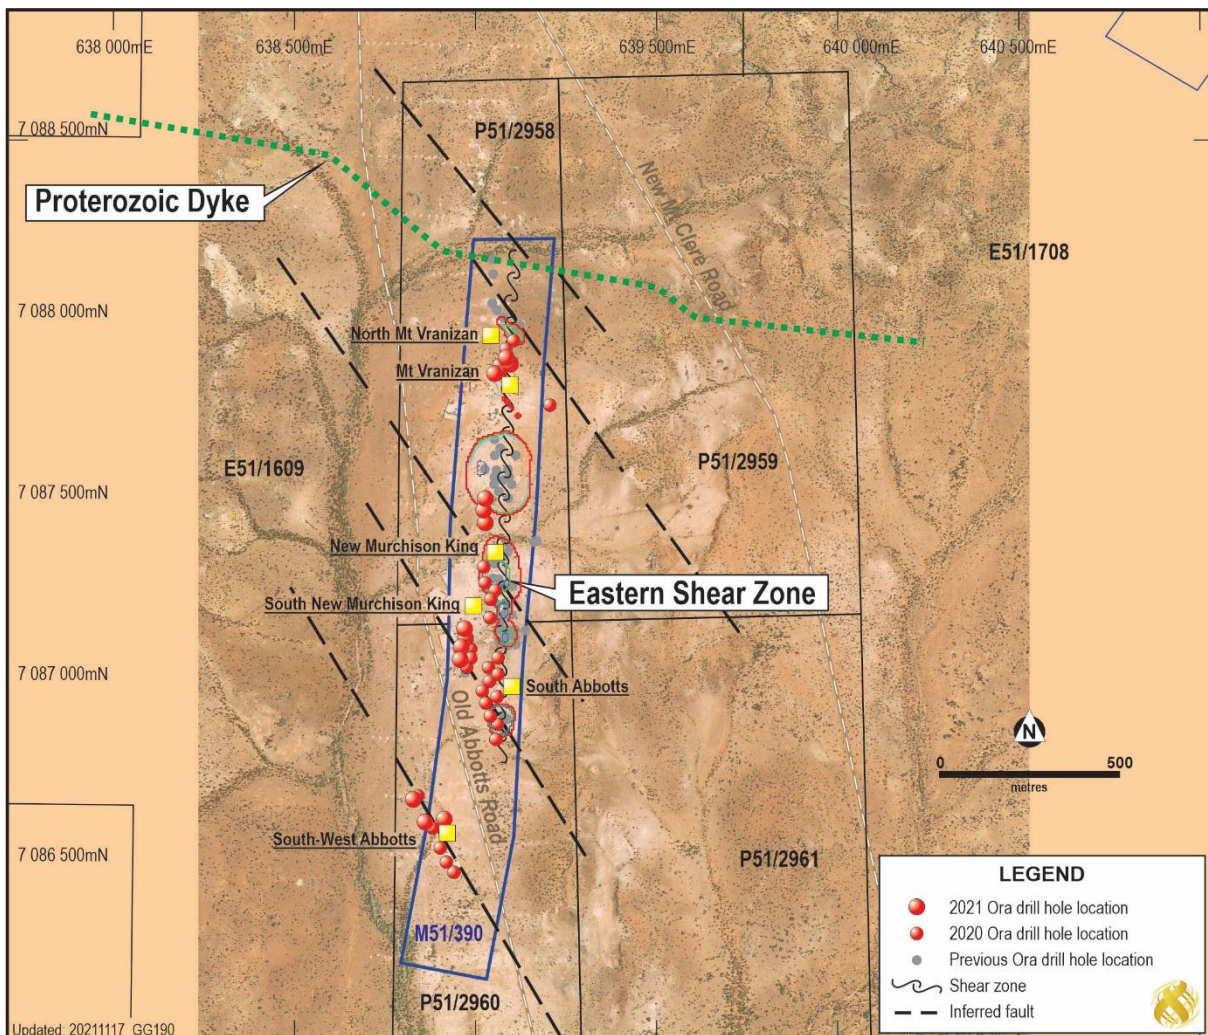 638 000mE
638 500mE
639 500mE
640 000mE
640 500mE
7 088 500mN
P51/2958
Proterozoic Dyke
New Mt Clere Road
E51/1708
7 088 000mN
North Mt Vranizan
Mt Vranizan
E51/1609
P51/2959
7 087 500mN
New Murchison King
Eastern Shear Zone
South New Murchison King
7 087 000mN
South Abbotts
Old Abbotts Road
N
0
500
metres
South-West Abbotts
7 086 500mN
P51/2961
M51/390
P51/2960
LEGEND
2021 Ora drill hole location
2020 Ora drill hole location
Previous Ora drill hole location
Shear zone
Inferred fault
Updated: 20211117 GG190